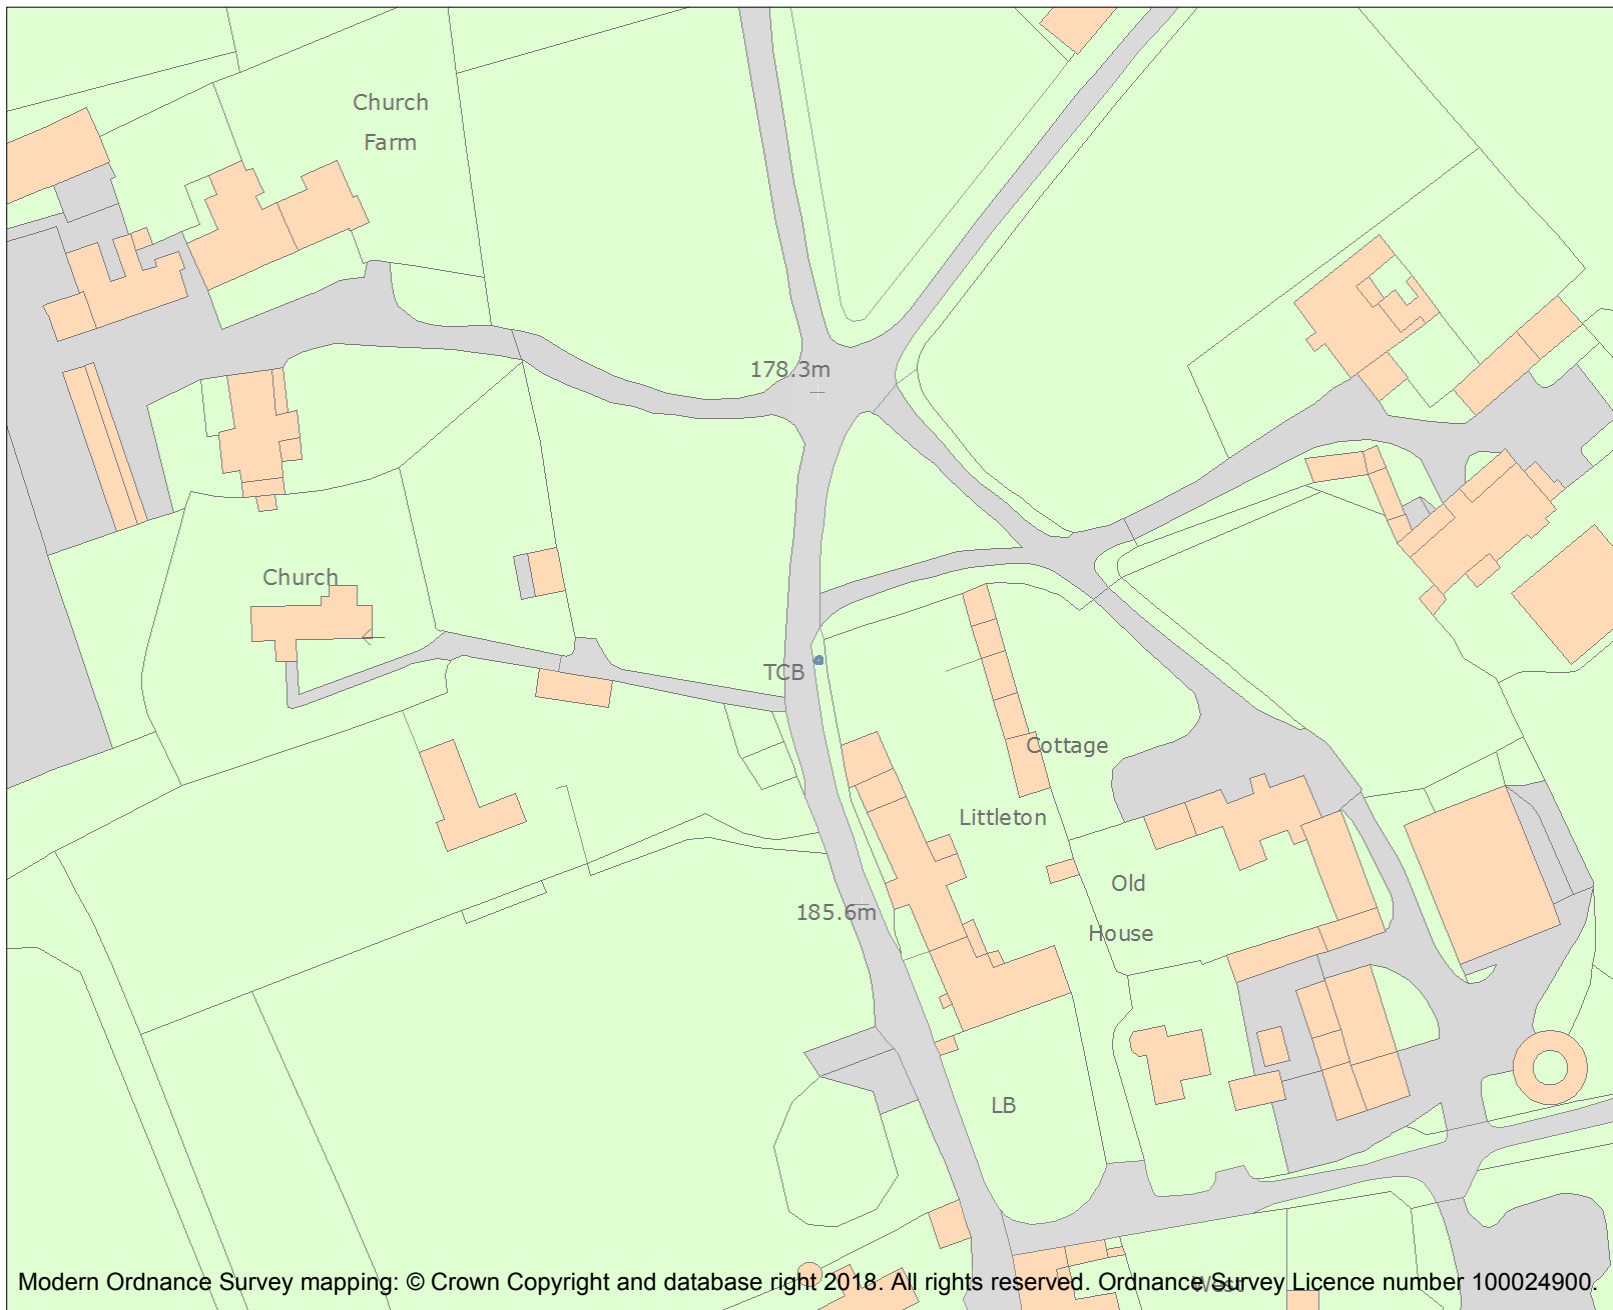 Church
Farm
178.3m
Church
TCB
Cottage
Littleton
Old
185.6m
House
LB
West
Modern Ordnance Survey mapping: © Crown Copyright and database right 2018. All rights reserved. Ordnance Survey Licence number 100024900.